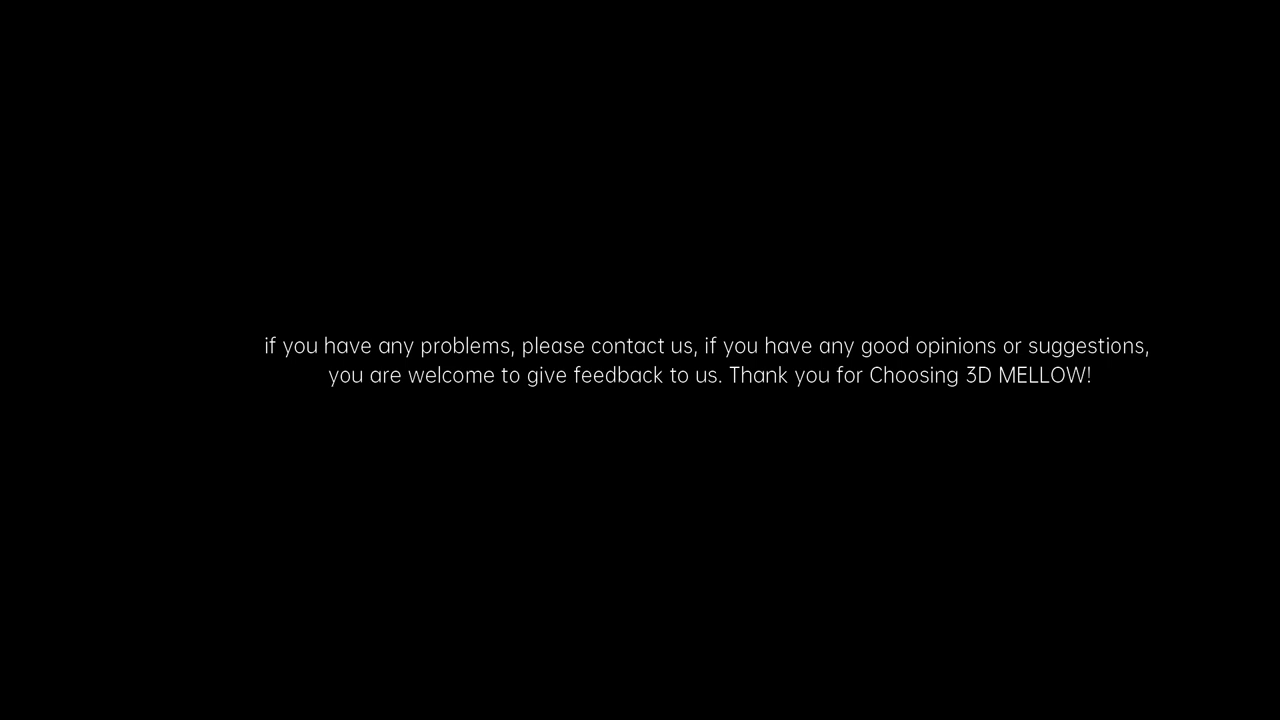 if you have any problems, please contact us, if you have any good opinions or suggestions,
you are welcome to give feedback to us. Thank you for Choosing 3D MELLOW!